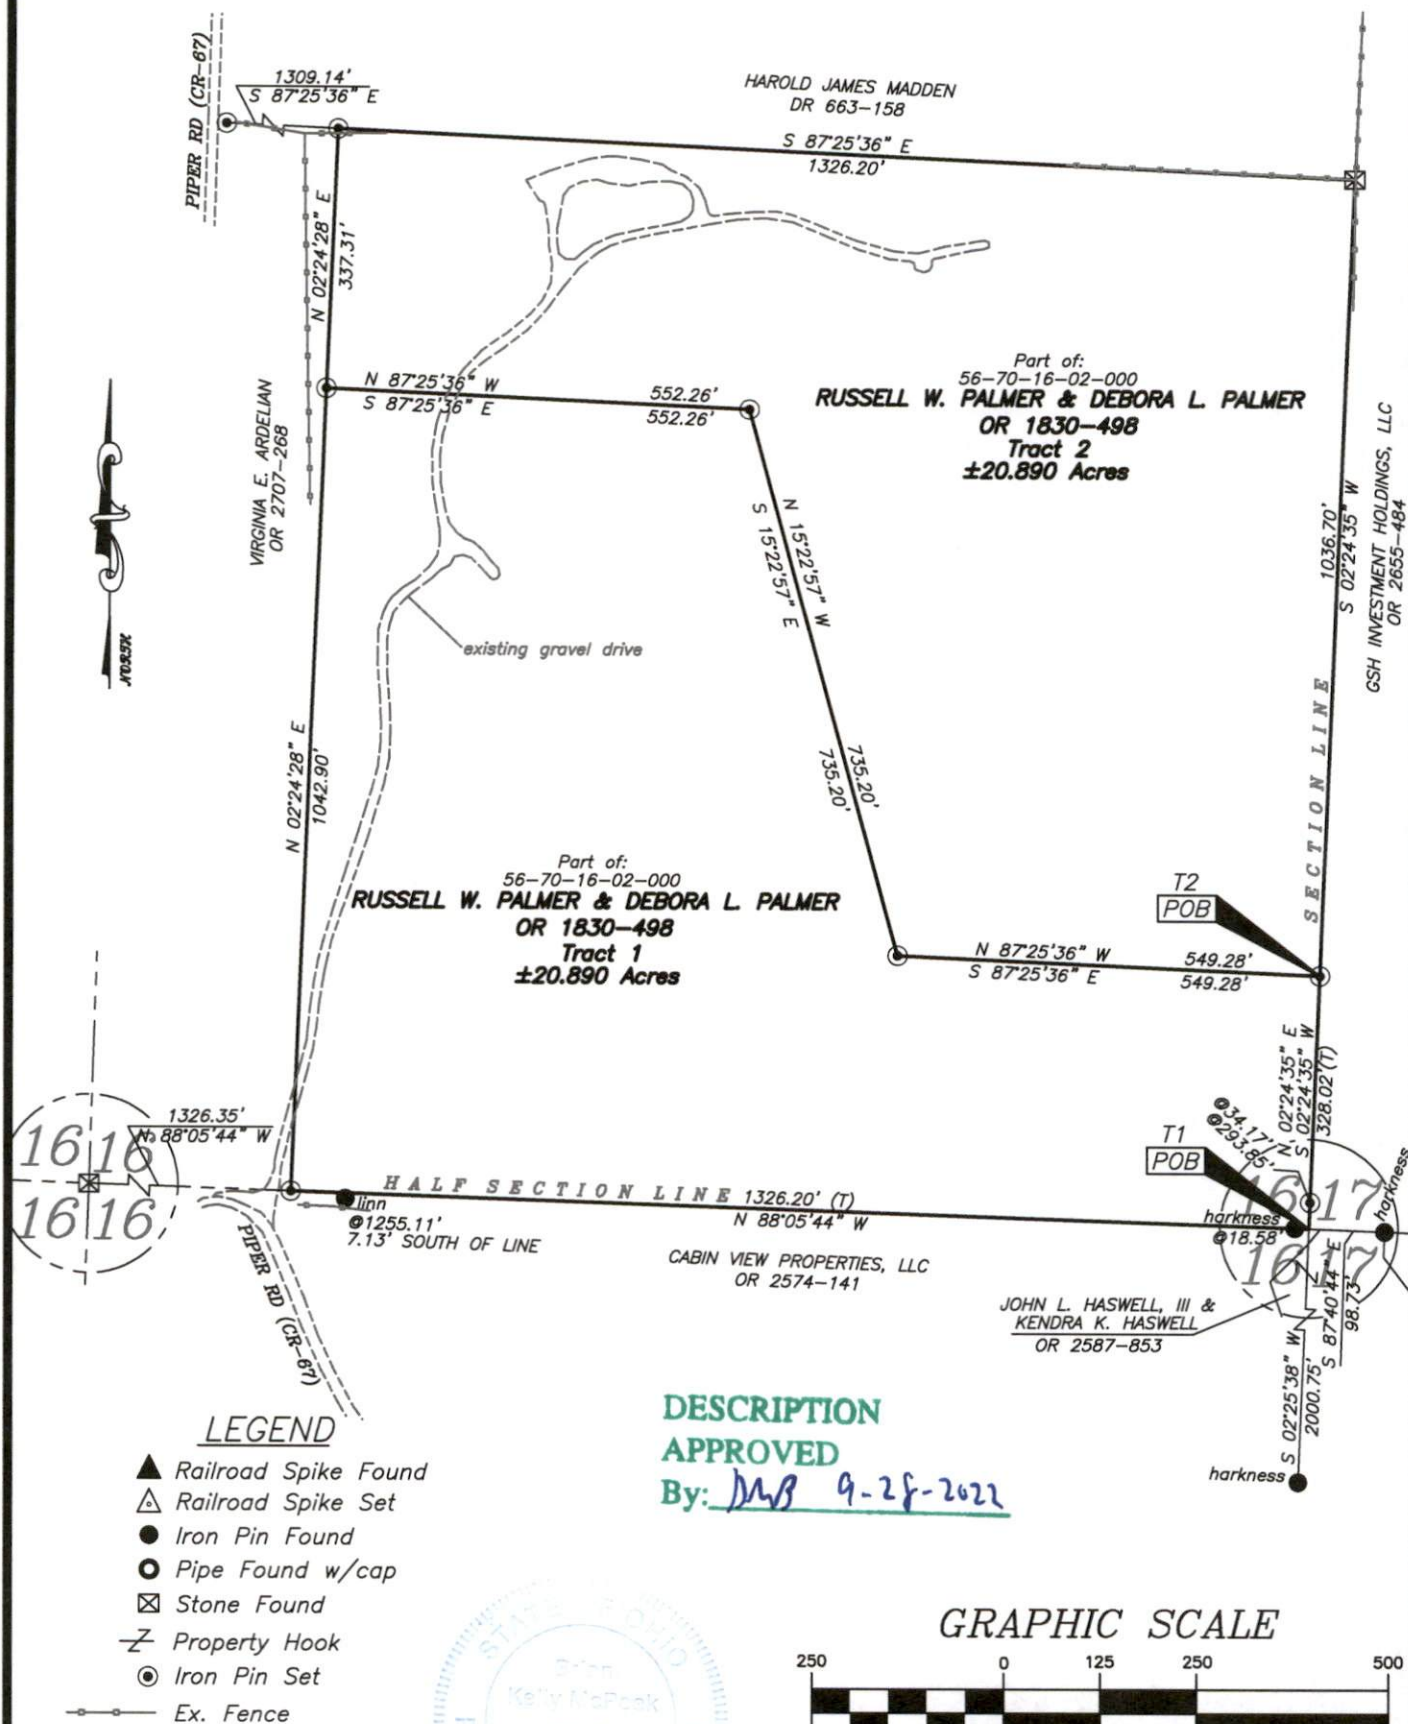 PIPER RD (CR-67)
1309.14'
S 87°25'36" E
HAROLD JAMES MADDEN
DR 663-158
S 87°25'36" E
1326.20'
N 02°24'28" E
337.31'
N 87°25'36" W
S 87°25'36" E
552.26'
552.26'
Part of:
56-70-16-02-000
RUSSELL W. PALMER & DEBORA L. PALMER
OR 1830-498
Tract 2
±20.890 Acres
VIRGINIA E. ARDELIAN
OR 2707-268
N 15°22'57" W
S 15°22'57" E
735.20'
735.20'
1036.70'
S 02°24'35" W
GSH INVESTMENT HOLDINGS, LLC
OR 2655-484
SECTION LINE
NORSK
existing gravel drive
N 02°24'28" E
1042.90'
Part of:
56-70-16-02-000
RUSSELL W. PALMER & DEBORA L. PALMER
OR 1830-498
Tract 1
±20.890 Acres
T2
POB
N 87°25'36" W
S 87°25'36" E
549.28'
549.28'
N 02°24'35" E
S 02°24'35" W
328.02'(T)
@34.17'
@293.85'
T1
POB
1326.35'
N 88°05'44" W
16 16
16 16
HALF SECTION LINE
1326.20' (T)
N 88°05'44" W
linn
@1255.11'
7.13' SOUTH OF LINE
harkness
@18.58'
16 17
16 17
harkness
CABIN VIEW PROPERTIES, LLC
OR 2574-141
JOHN L. HASWELL, III &
KENDRA K. HASWELL
OR 2587-853
S 87°40'44" E
98.73'
S 02°25'38" W
2000.75'
harkness
PIPER RD (CR-67)
LEGEND
Railroad Spike Found
Railroad Spike Set
Iron Pin Found
Pipe Found w/cap
Stone Found
Property Hook
Iron Pin Set
Ex. Fence
DESCRIPTION
APPROVED
By: DMB 9-28-2022
STATE OF OHIO
Brian
Kelly McPeek
GRAPHIC SCALE
250 0 125 250 500